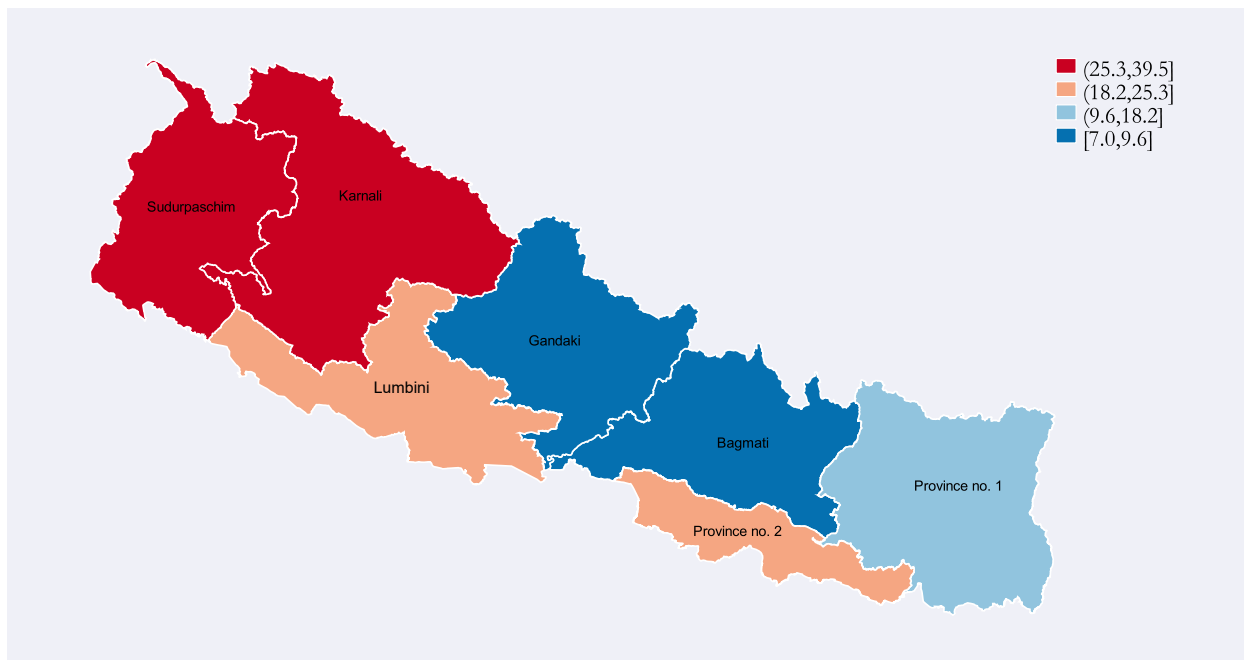 (25.3,39.5]
(18.2,25.3]
(9.6,18.2]
[7.0,9.6]
Karnali
Sudurpaschim
Gandaki
Lumbini
Bagmati
Province no. 1
Province no. 2